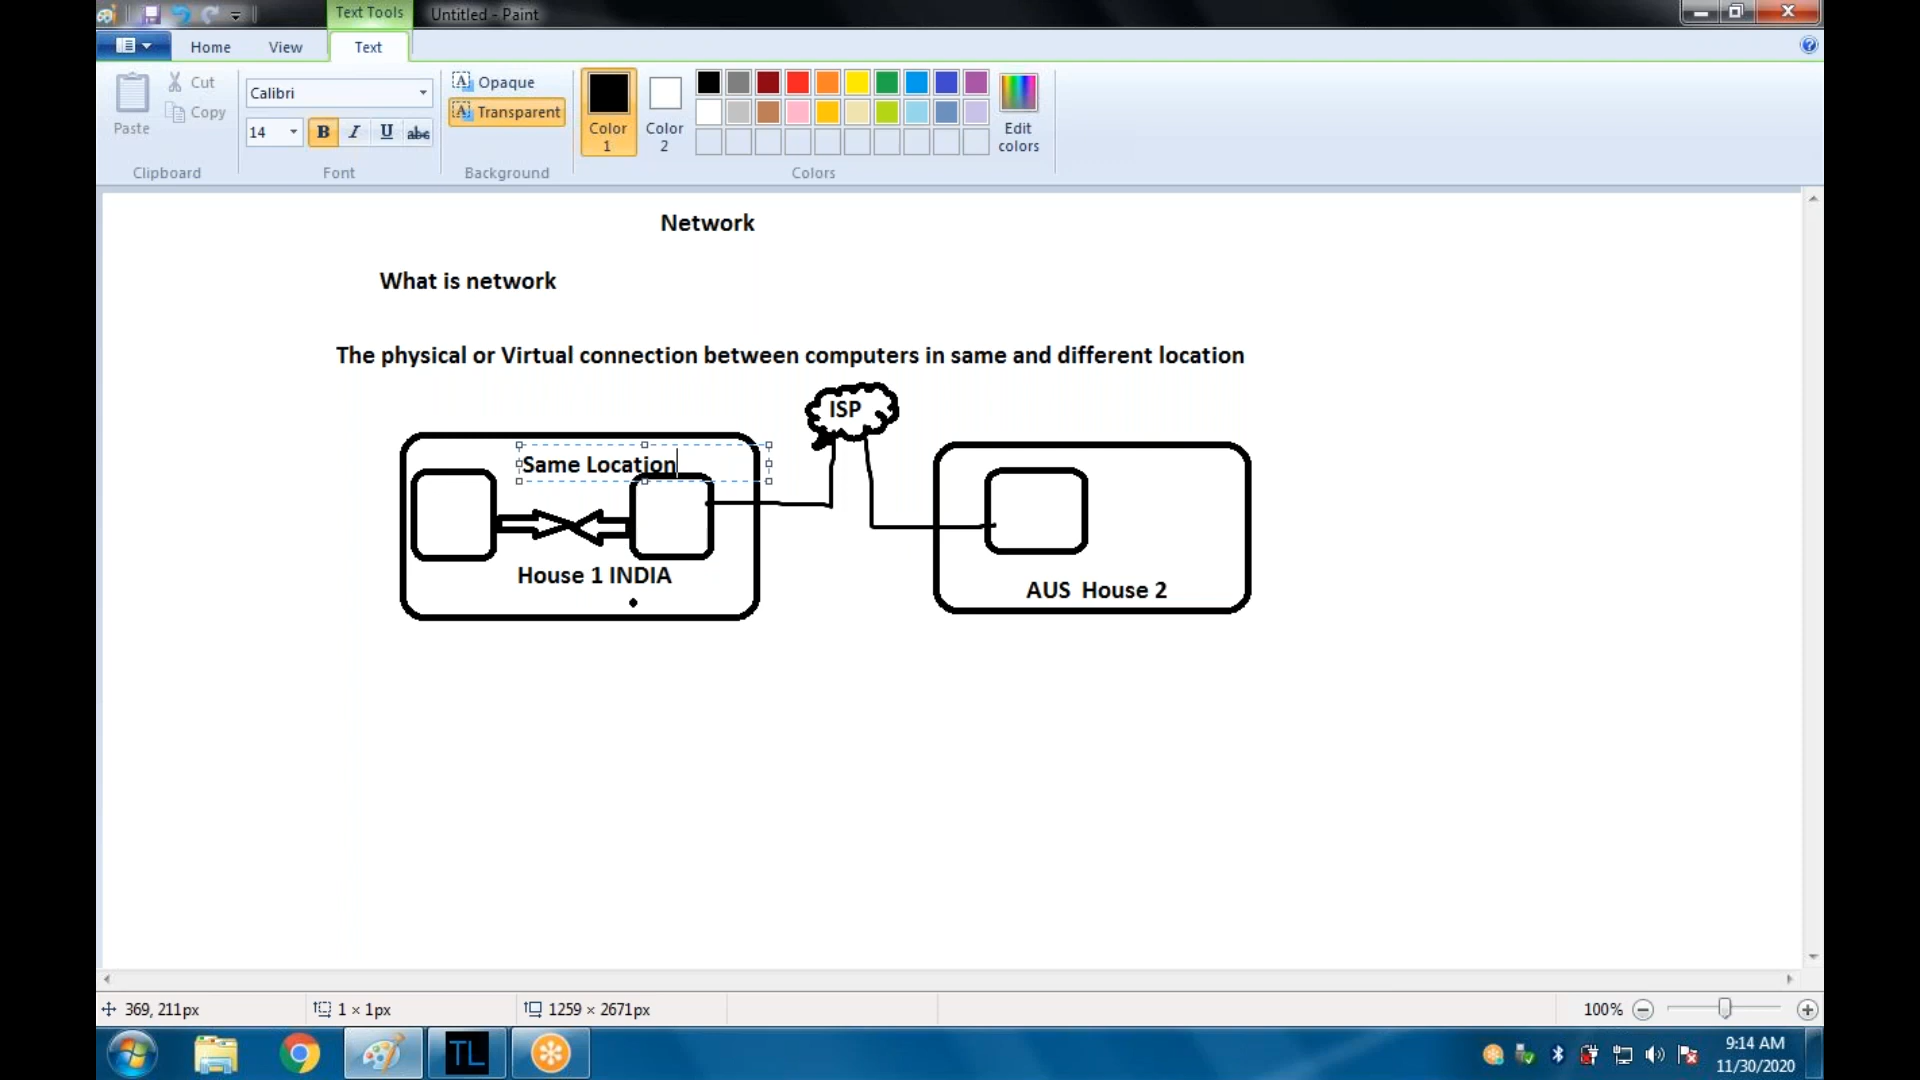 Text Tools
Untitled - Paint
Home
View
Text
Paste
Cut
Copy
Clipboard
Calibri
14
B
I
U
abc
Font
Opaque
Transparent
Background
Color
1
Color
2
Edit
colors
Colors
Network
What is network
The physical or Virtual connection between computers in same and different location
ISP
Same Location
House 1 INDIA
AUS  House 2
369, 211px
1 × 1px
1259 × 2671px
100%
TL
9:14 AM
11/30/2020